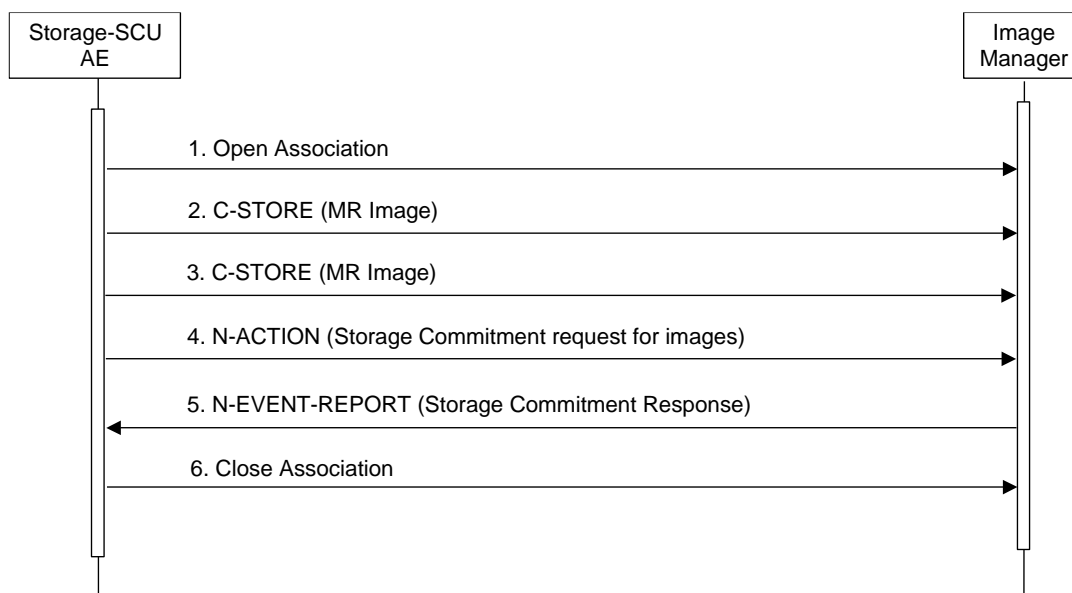 Storage-SCU
AE
Image
Manager
1. Open Association
2. C-STORE (MR Image)
3. C-STORE (MR Image)
4. N-ACTION (Storage Commitment request for images)
5. N-EVENT-REPORT (Storage Commitment Response)
6. Close Association